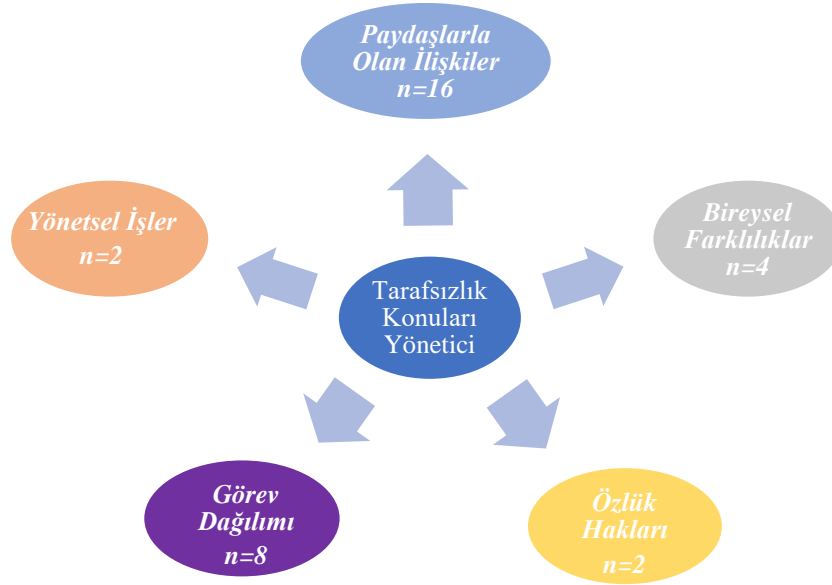 Paydaşlarla
Olan İlişkiler
n=16
Yönetsel İşler
n=2
Bireysel
Farklılıklar
n=4
Tarafsızlık
Konuları
Yönetici
Görev
Dağılımı
n=8
Özlük
Hakları
n=2